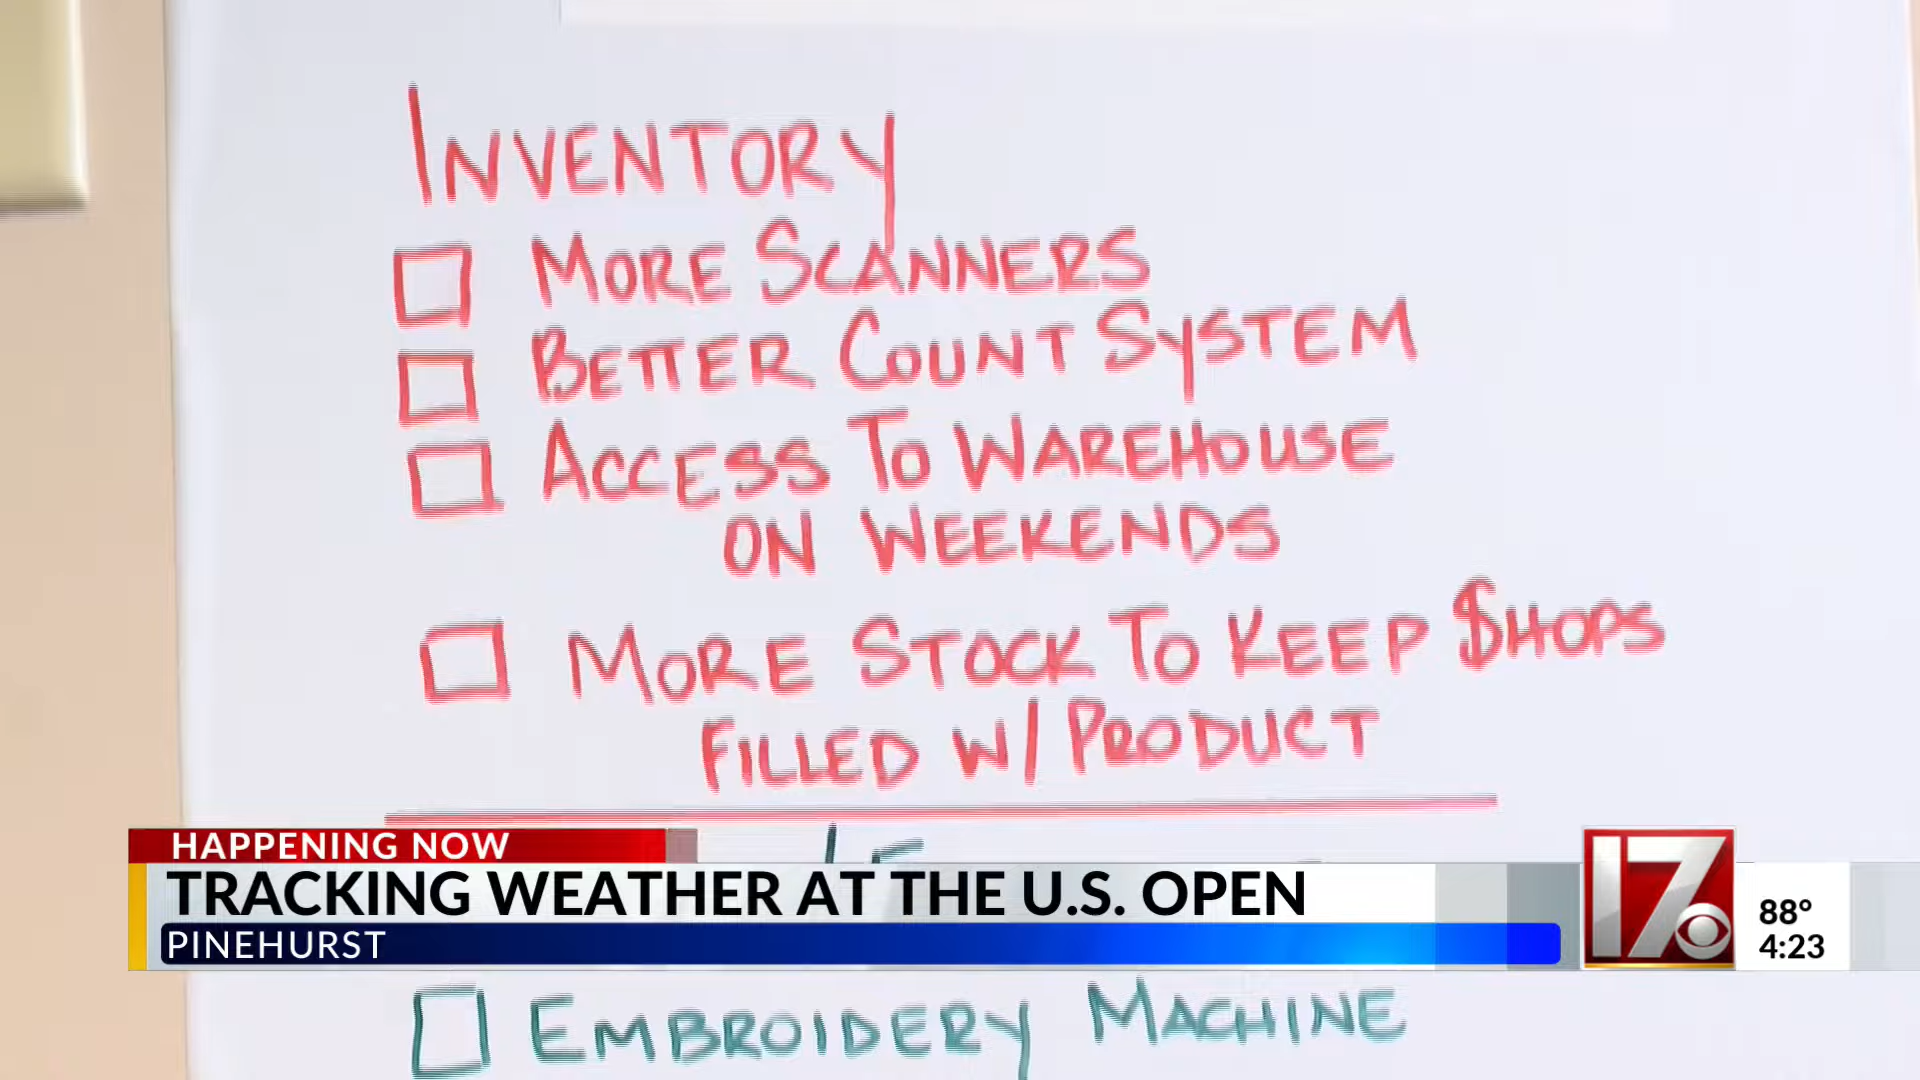 INVENTORY
MORE SCANNERS
BETTER COUNT SYSTEM
ACCESS TO WAREHOUSE
ON WEEKENDS
MORE STOCK TO KEEP $HOPS
FILLED W/ PRODUCT
HAPPENING NOW
TRACKING WEATHER AT THE U.S. OPEN
PINEHURST
17
88°
4:23
EMBROIDERY MACHINE